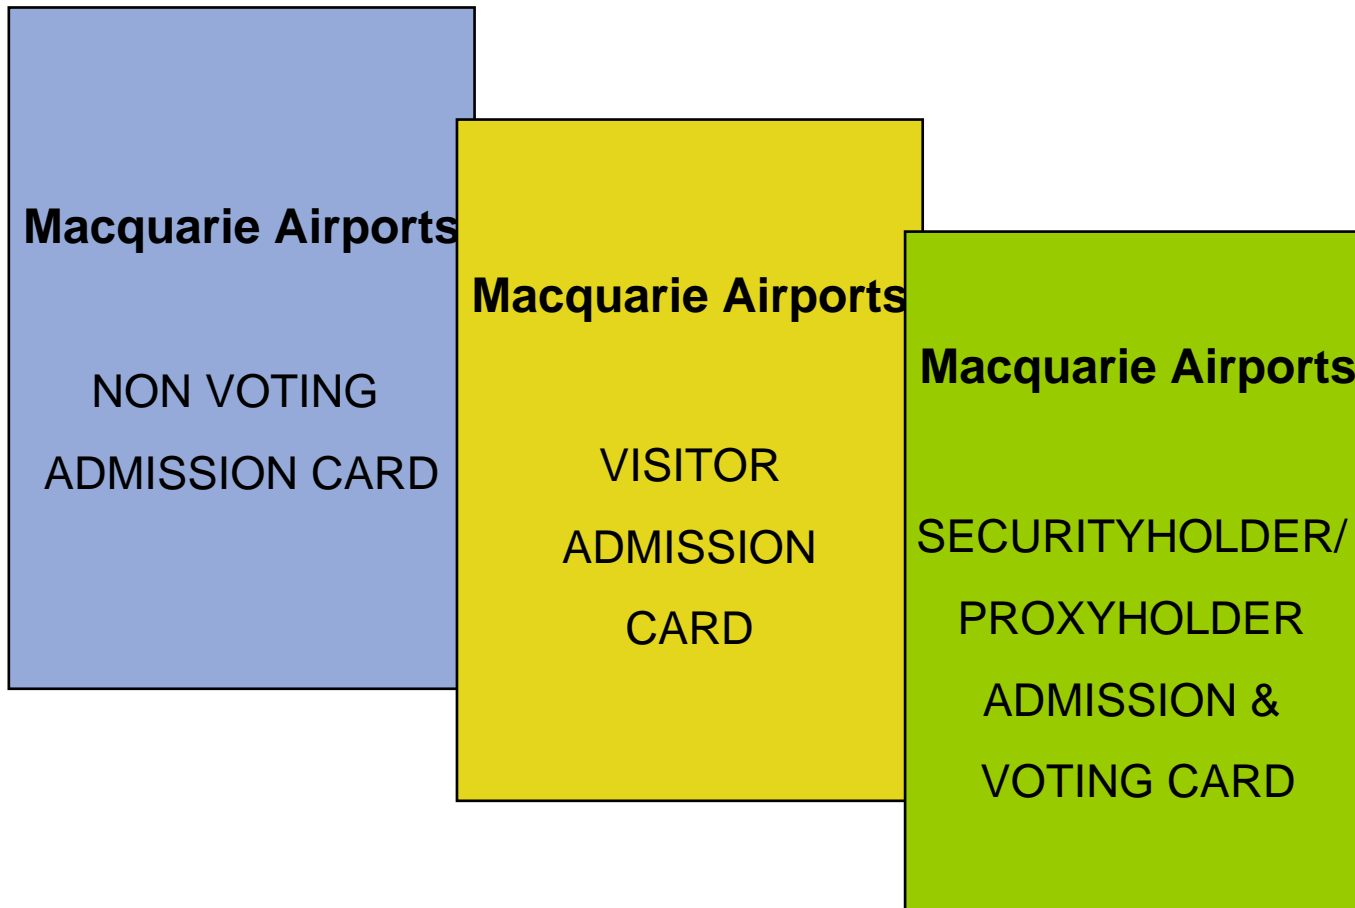 Macquarie Airports
NON VOTING
ADMISSION CARD
Macquarie Airports
VISITOR
ADMISSION
CARD
Macquarie Airports
SECURITYHOLDER/
PROXYHOLDER
ADMISSION &
VOTING CARD